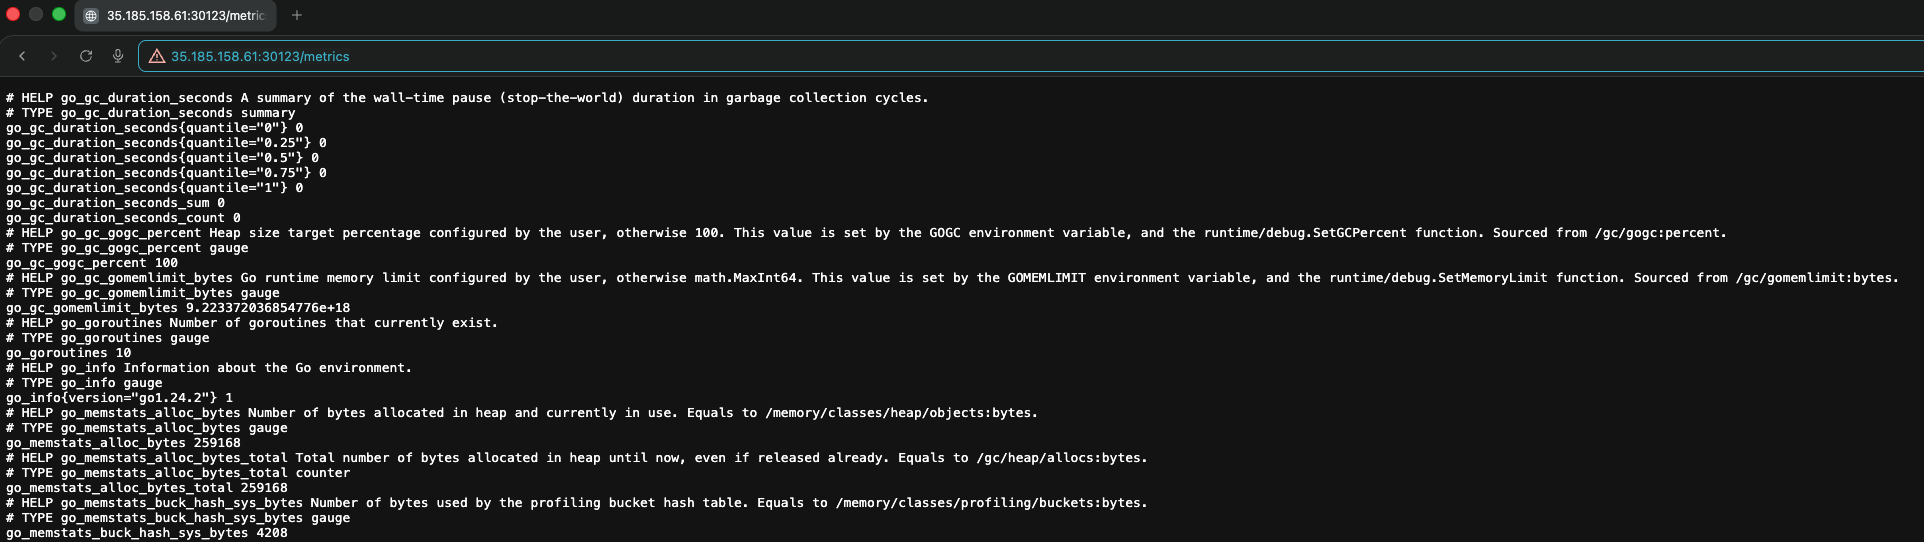 35.185.158.61:30123/metric
35.185.158.61:30123/metrics
# HELP go_gc_duration_seconds A summary of the wall-time pause (stop-the-world) duration in garbage collection cycles.
# TYPE go_gc_duration_seconds summary
go_gc_duration_seconds{quantile="0"} 0
go_gc_duration_seconds{quantile="0.25"} 0
go_gc_duration_seconds{quantile="0.5"} 0
go_gc_duration_seconds{quantile="0.75"} 0
go_gc_duration_seconds{quantile="1"} 0
go_gc_duration_seconds_sum 0
go_gc_duration_seconds_count 0
# HELP go_gc_gogc_percent Heap size target percentage configured by the user, otherwise 100. This value is set by the GOGC environment variable, and the runtime/debug.SetGCPercent function. Sourced from /gc/gogc:percent.
# TYPE go_gc_gogc_percent gauge
go_gc_gogc_percent 100
# HELP go_gc_gomemlimit_bytes Go runtime memory limit configured by the user, otherwise math.MaxInt64. This value is set by the GOMEMLIMIT environment variable, and the runtime/debug.SetMemoryLimit function. Sourced from /gc/gomemlimit:bytes.
# TYPE go_gc_gomemlimit_bytes gauge
go_gc_gomemlimit_bytes 9.223372036854776e+18
# HELP go_goroutines Number of goroutines that currently exist.
# TYPE go_goroutines gauge
go_goroutines 10
# HELP go_info Information about the Go environment.
# TYPE go_info gauge
go_info{version="go1.24.2"} 1
# HELP go_memstats_alloc_bytes Number of bytes allocated in heap and currently in use. Equals to /memory/classes/heap/objects:bytes.
# TYPE go_memstats_alloc_bytes gauge
go_memstats_alloc_bytes 259168
# HELP go_memstats_alloc_bytes_total Total number of bytes allocated in heap until now, even if released already. Equals to /gc/heap/allocs:bytes.
# TYPE go_memstats_alloc_bytes_total counter
go_memstats_alloc_bytes_total 259168
# HELP go_memstats_buck_hash_sys_bytes Number of bytes used by the profiling bucket hash table. Equals to /memory/classes/profiling/buckets:bytes.
# TYPE go_memstats_buck_hash_sys_bytes gauge
go_memstats_buck_hash_sys_bytes 4208